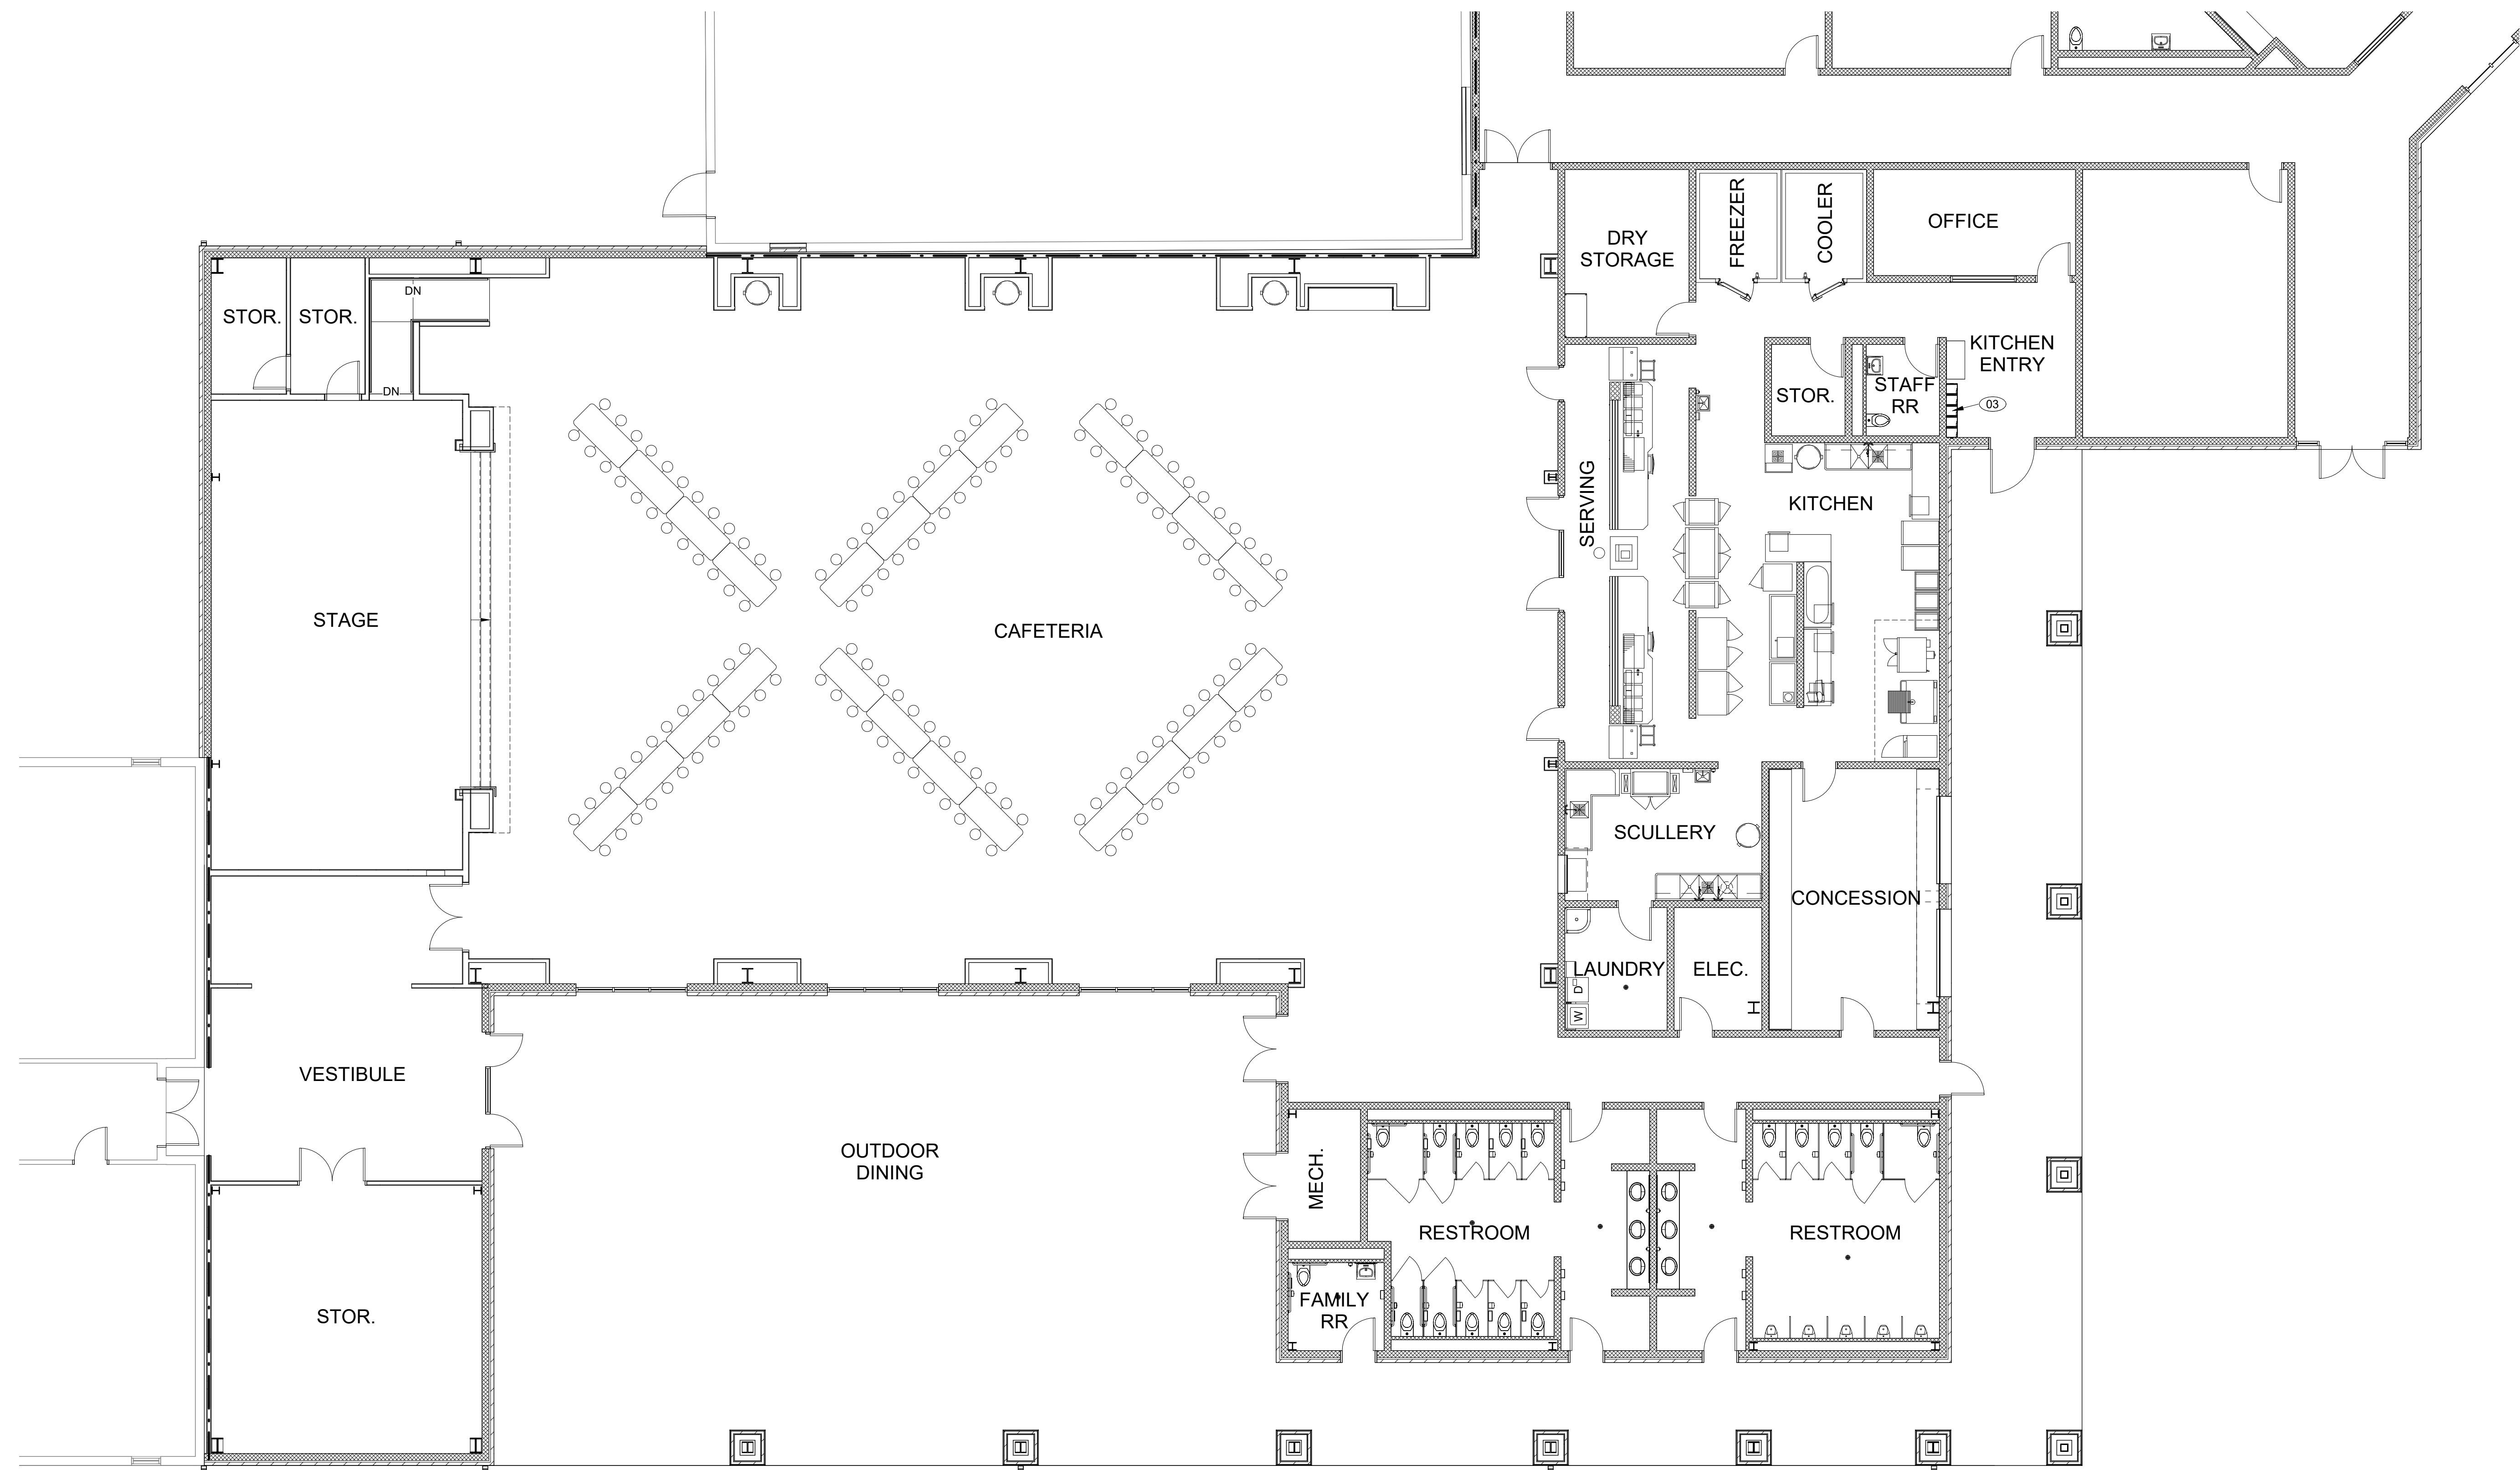 FREEZER
COOLER
OFFICE
DRY
STORAGE
DN
STOR.
STOR.
KITCHEN
ENTRY
STAFF
RR
STOR.
DN
03
SERVING
KITCHEN
STAGE
CAFETERIA
SCULLERY
CONCESSION
LAUNDRY
ELEC.
D
W
VESTIBULE
OUTDOOR
DINING
MECH.
RESTROOM
RESTROOM
FAMILY
RR
STOR.